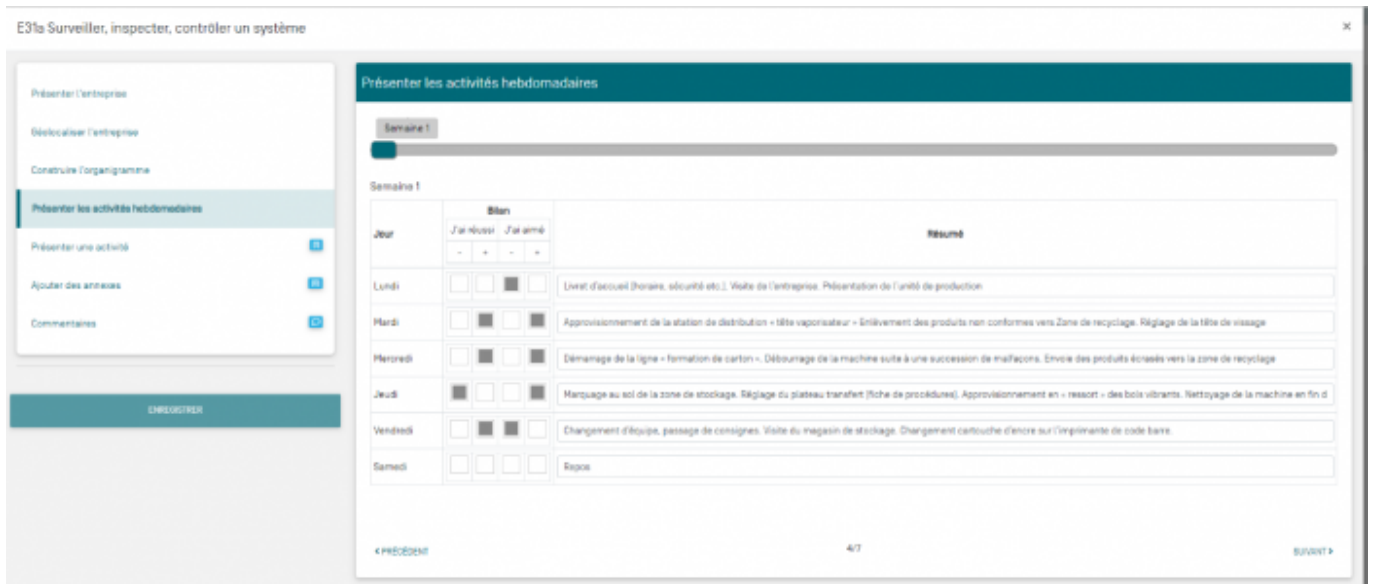 E31a Surveiller, inspecter, contrôler un système
×
Présenter l'entreprise
Géolocaliser l'entreprise
Construire l'organigramme
Présenter les activités hebdomadaires
Présenter une activité
Ajouter des annexes
Commentaires
ENREGISTRER
Présenter les activités hebdomadaires
Semaine 1
Semaine 1
Jour
Bilan
Résumé
J'ai réussi J'ai aimé
- + - +
Lundi Livret d'accueil (horaire, sécurité etc.). Visite de l'entreprise. Présentation de l'unité de production
Mardi Approvisionnement de la station de distribution « tête vaporisateur » Enlèvement des produits non conformes vers Zone de recyclage. Réglage de la tête de vissage
Mercredi Démarrage de la ligne « formation de carton ». Débourrage de la machine suite à une succession de malfaçons. Envoie des produits écrasés vers la zone de recyclage
Jeudi Marquage au sol de la zone de stockage. Réglage du plateau transfert (fiche de procédures). Approvisionnement en « ressort » des bols vibrants. Nettoyage de la machine en fin d
Vendredi Changement d'équipe, passage de consignes. Visite du magasin de stockage. Changement cartouche d'encre sur l'imprimante de code barre.
Samedi Repos
< PRÉCÉDENT
4/7
SUIVANT >